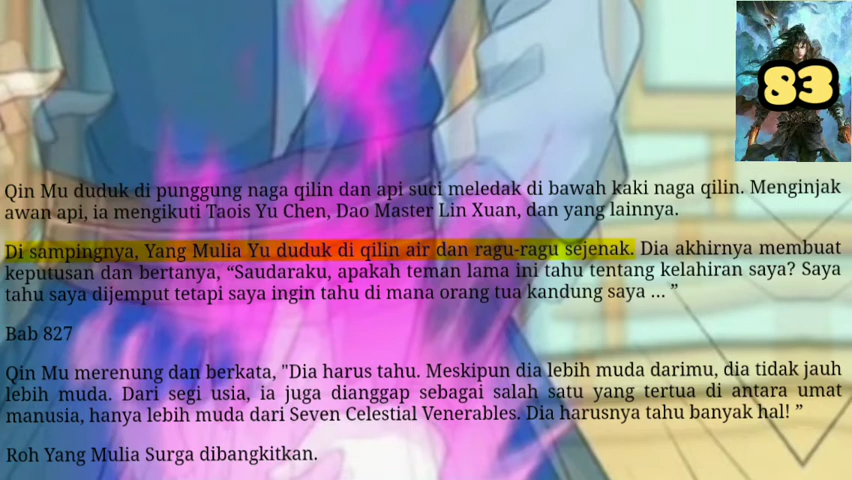 83
Qin Mu duduk di punggung naga qilin dan api suci meledak di bawah kaki naga qilin. Menginjak
awan api, ia mengikuti Taois Yu Chen, Dao Master Lin Xuan, dan yang lainnya.
Di sampingnya, Yang Mulia Yu duduk di qilin air dan ragu-ragu sejenak. Dia akhirnya membuat
keputusan dan bertanya, “Saudaraku, apakah teman lama ini tahu tentang kelahiran saya? Saya
tahu saya dijemput tetapi saya ingin tahu di mana orang tua kandung saya ... ”
Bab 827
Qin Mu merenung dan berkata, "Dia harus tahu. Meskipun dia lebih muda darimu, dia tidak jauh
lebih muda. Dari segi usia, ia juga dianggap sebagai salah satu yang tertua di antara umat
manusia, hanya lebih muda dari Seven Celestial Venerables. Dia harusnya tahu banyak hal! ”
Roh Yang Mulia Surga dibangkitkan.